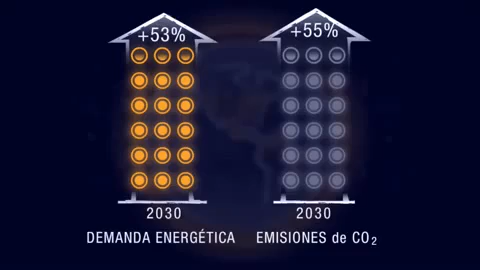 +53% +55%
2030 2030
DEMANDA ENERGÉTICA EMISIONES de CO₂